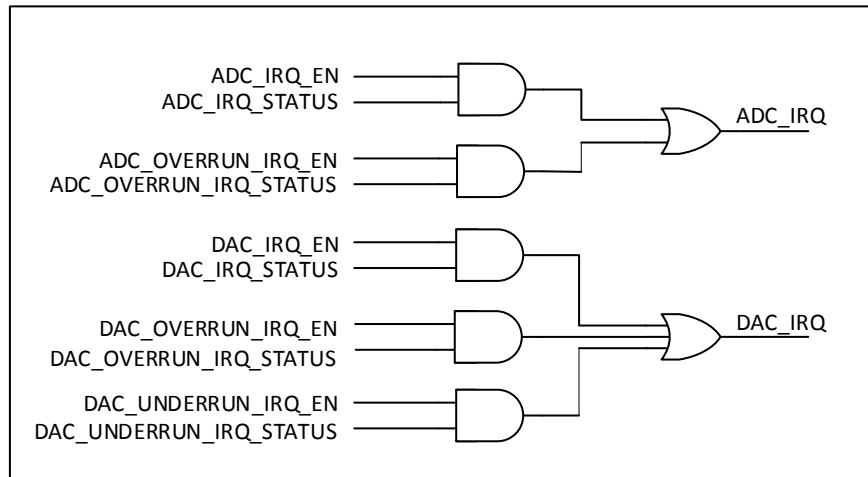 ADC_IRQ_EN
ADC_IRQ_STATUS
ADC_IRQ
ADC_OVERRUN_IRQ_EN
ADC_OVERRUN_IRQ_STATUS
DAC_IRQ_EN
DAC_IRQ_STATUS
DAC_OVERRUN_IRQ_EN
DAC_IRQ
DAC_OVERRUN_IRQ_STATUS
DAC_UNDERRUN_IRQ_EN
DAC_UNDERRUN_IRQ_STATUS